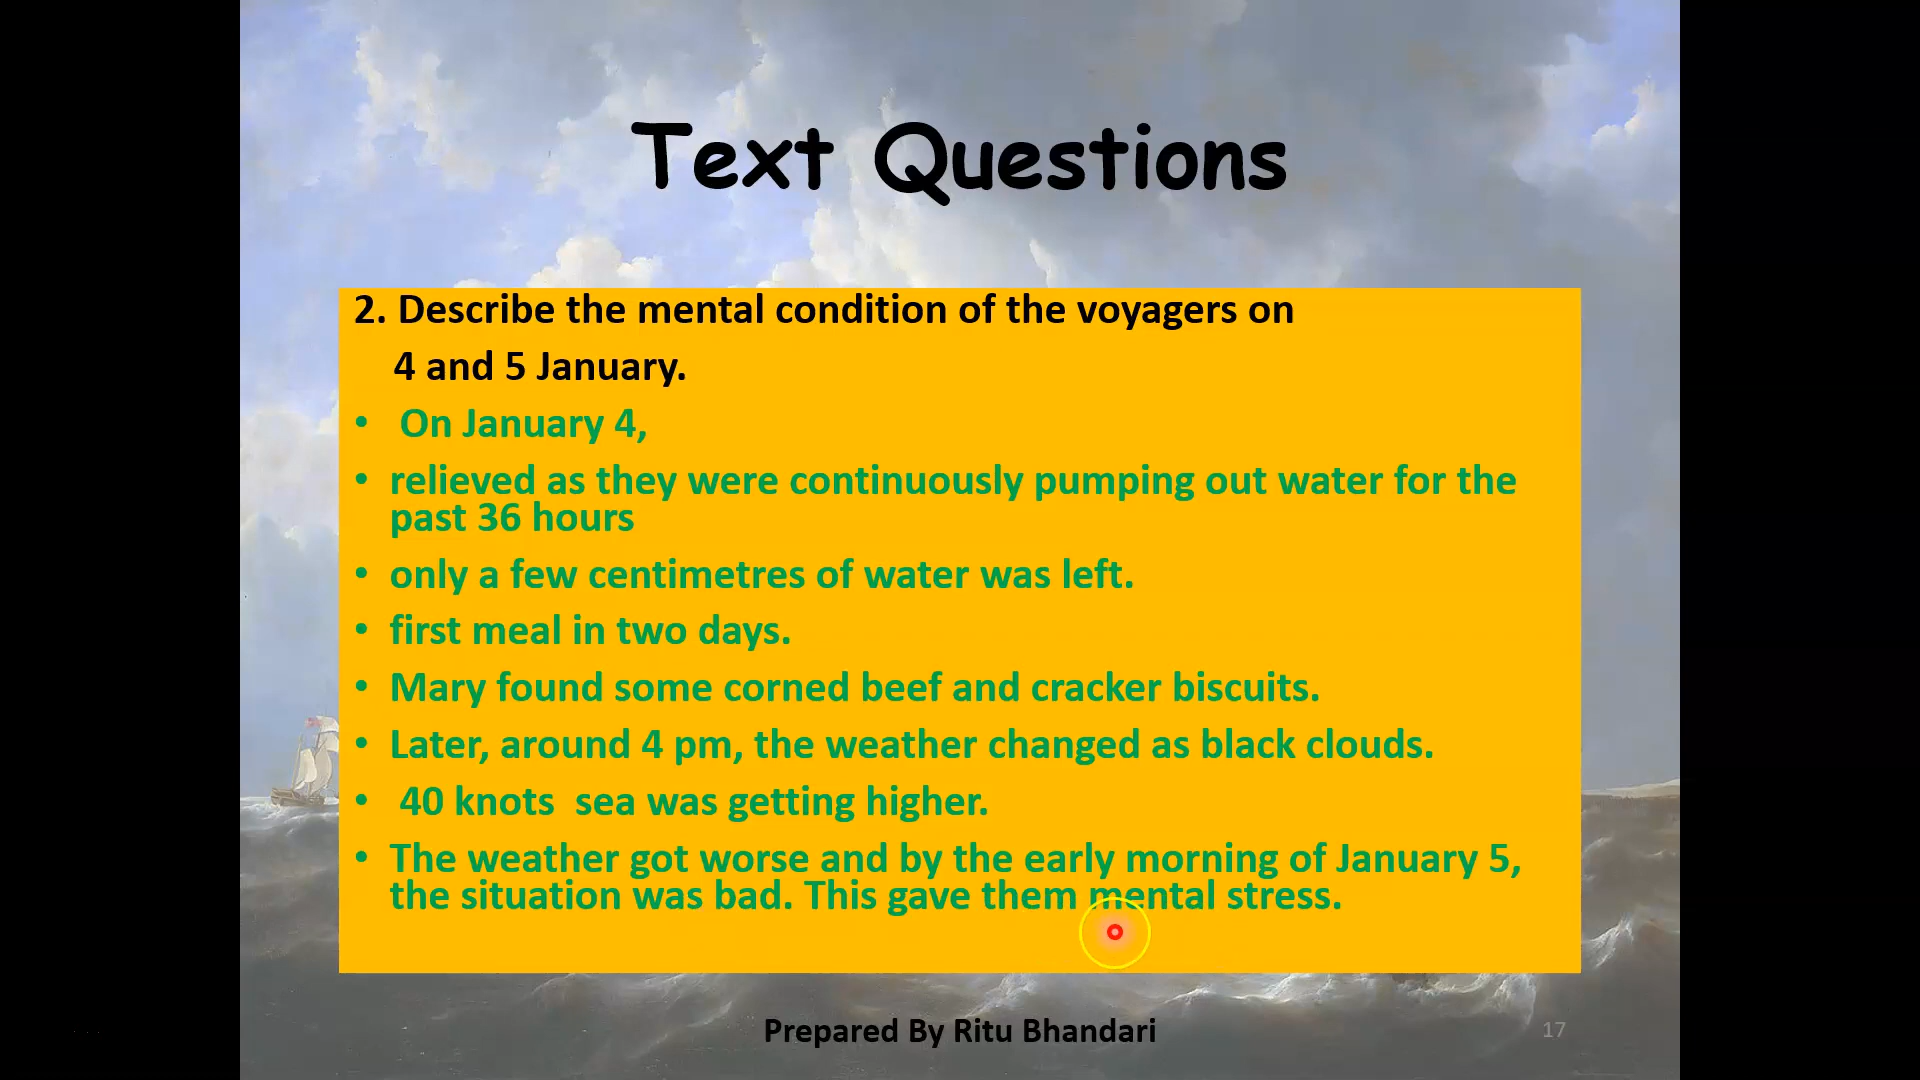 Text Questions
2. Describe the mental condition of the voyagers on
4 and 5 January.
• On January 4,
• relieved as they were continuously pumping out water for the
past 36 hours
• only a few centimetres of water was left.
• first meal in two days.
• Mary found some corned beef and cracker biscuits.
• Later, around 4 pm, the weather changed as black clouds.
• 40 knots  sea was getting higher.
• The weather got worse and by the early morning of January 5,
the situation was bad. This gave them mental stress.
Prepared By Ritu Bhandari
17